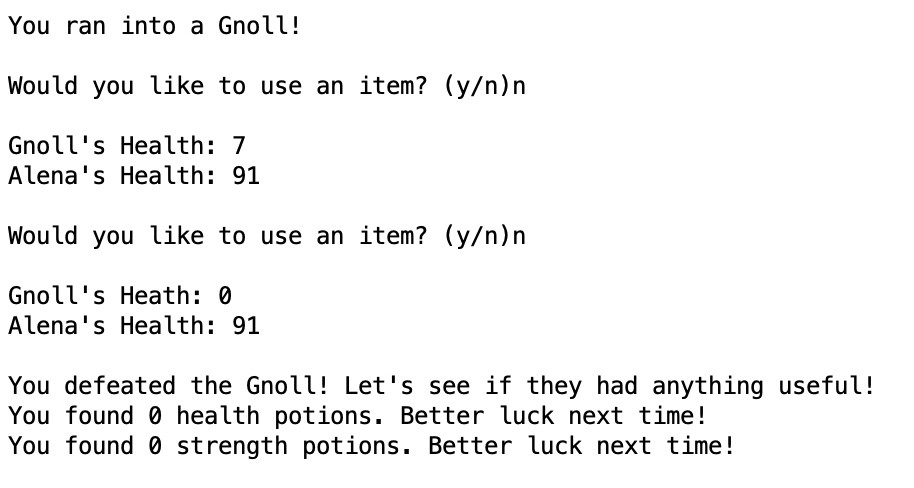 You ran into a Gnoll!
Would you like to use an item? (y/n)n
Gnoll's Health: 7
Alena's Health: 91
Would you like to use an item? (y/n)n
Gnoll's Heath: 0
Alena's Health: 91
You defeated the Gnoll! Let's see if they had anything useful!
You found 0 health potions. Better luck next time!
You found 0 strength potions. Better luck next time!